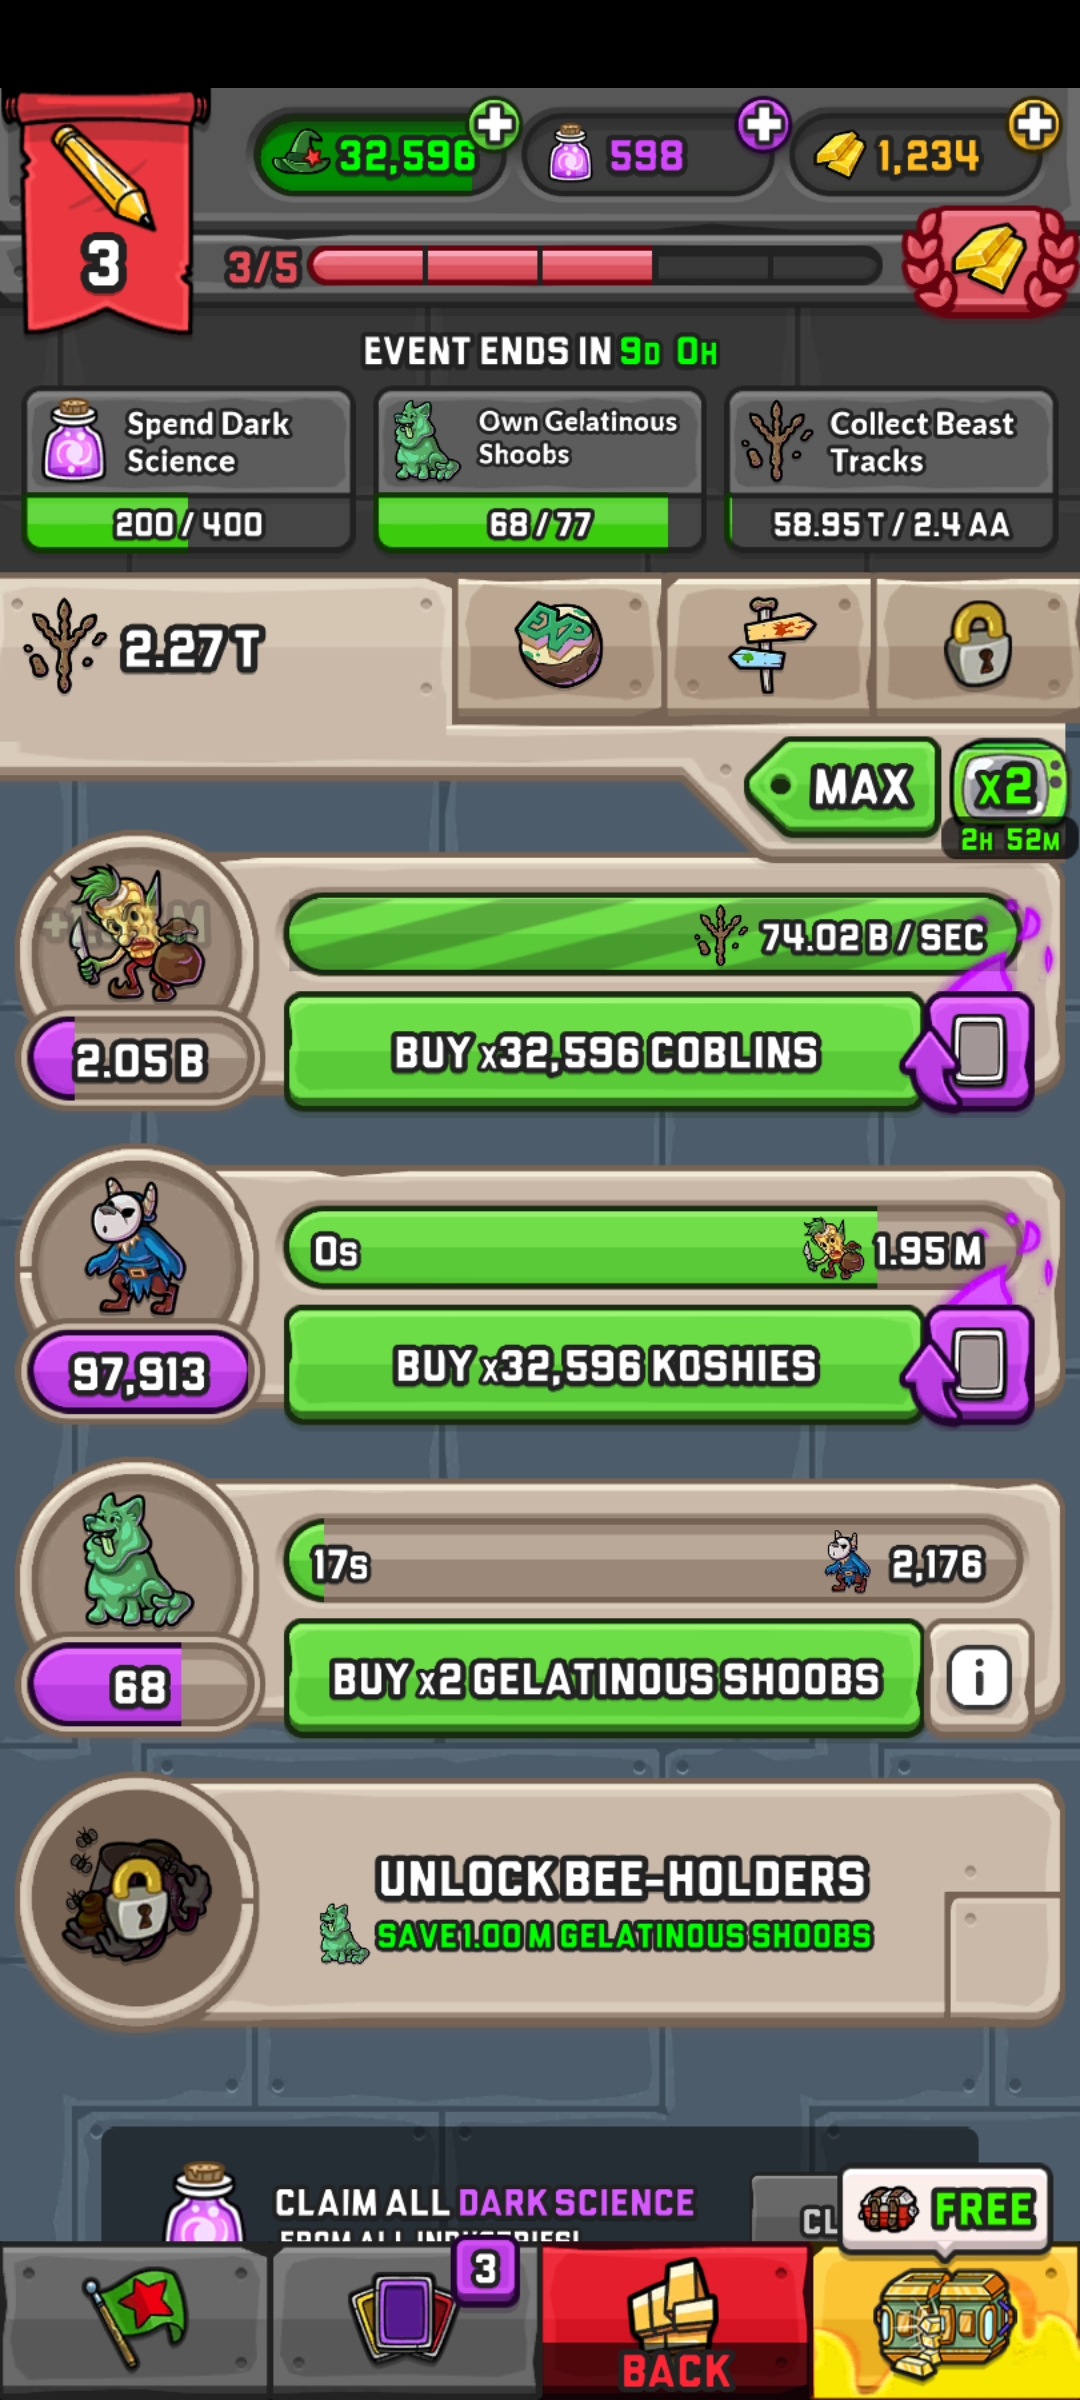 32,596
598
1,234
3
3/5
EVENT ENDS IN 9D 0H
Spend Dark
Science
200/400
Own Gelatinous
Shoobs
68/77
Collect Beast
Tracks
58.95 T / 2.4 AA
2.27 T
EXP
MAX
x2
2H 52M
74.02 B / SEC
2.05 B
BUY x32,596 COBLINS
0s
1.95 M
97,913
BUY x32,596 KOSHIES
17s
2,176
68
BUY x2 GELATINOUS SHOOBS
i
UNLOCK BEE-HOLDERS
SAVE 1.00 M GELATINOUS SHOOBS
CLAIM ALL DARK SCIENCE
FROM ALL INDUSTRIES!
CL
FREE
3
BACK